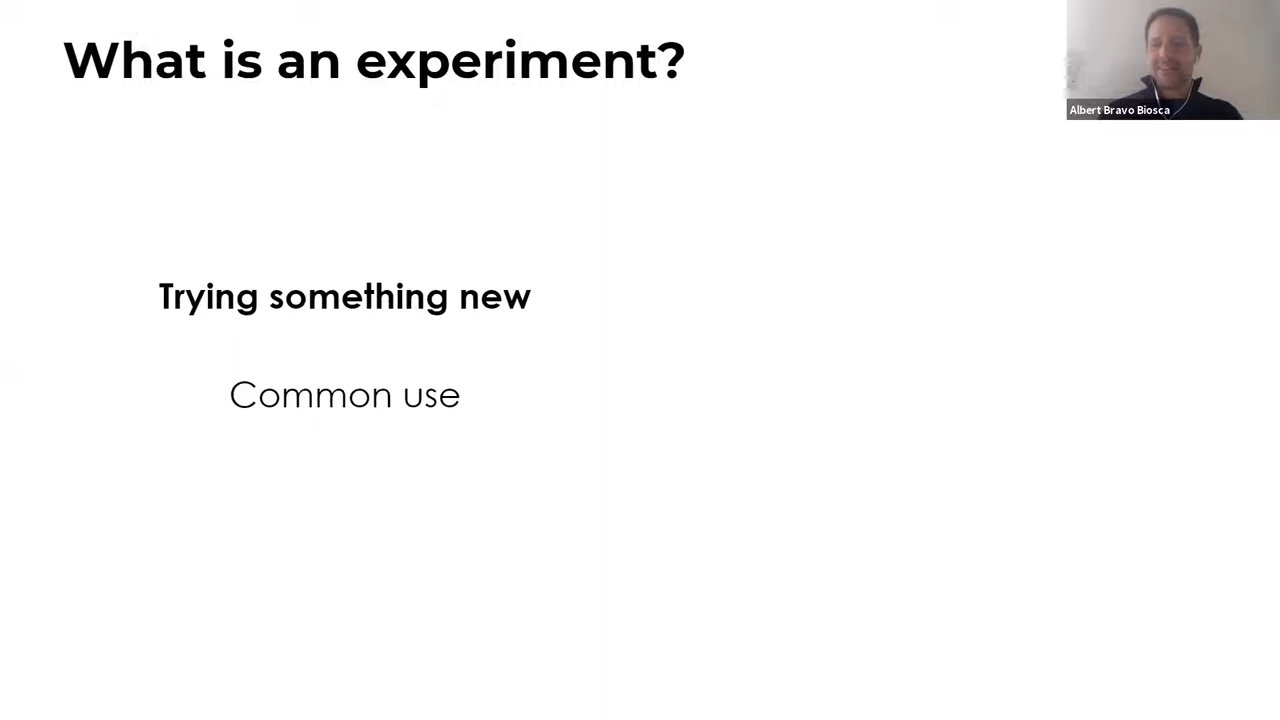 What is an experiment?
Albert Bravo Biosca
Trying something new
Common use